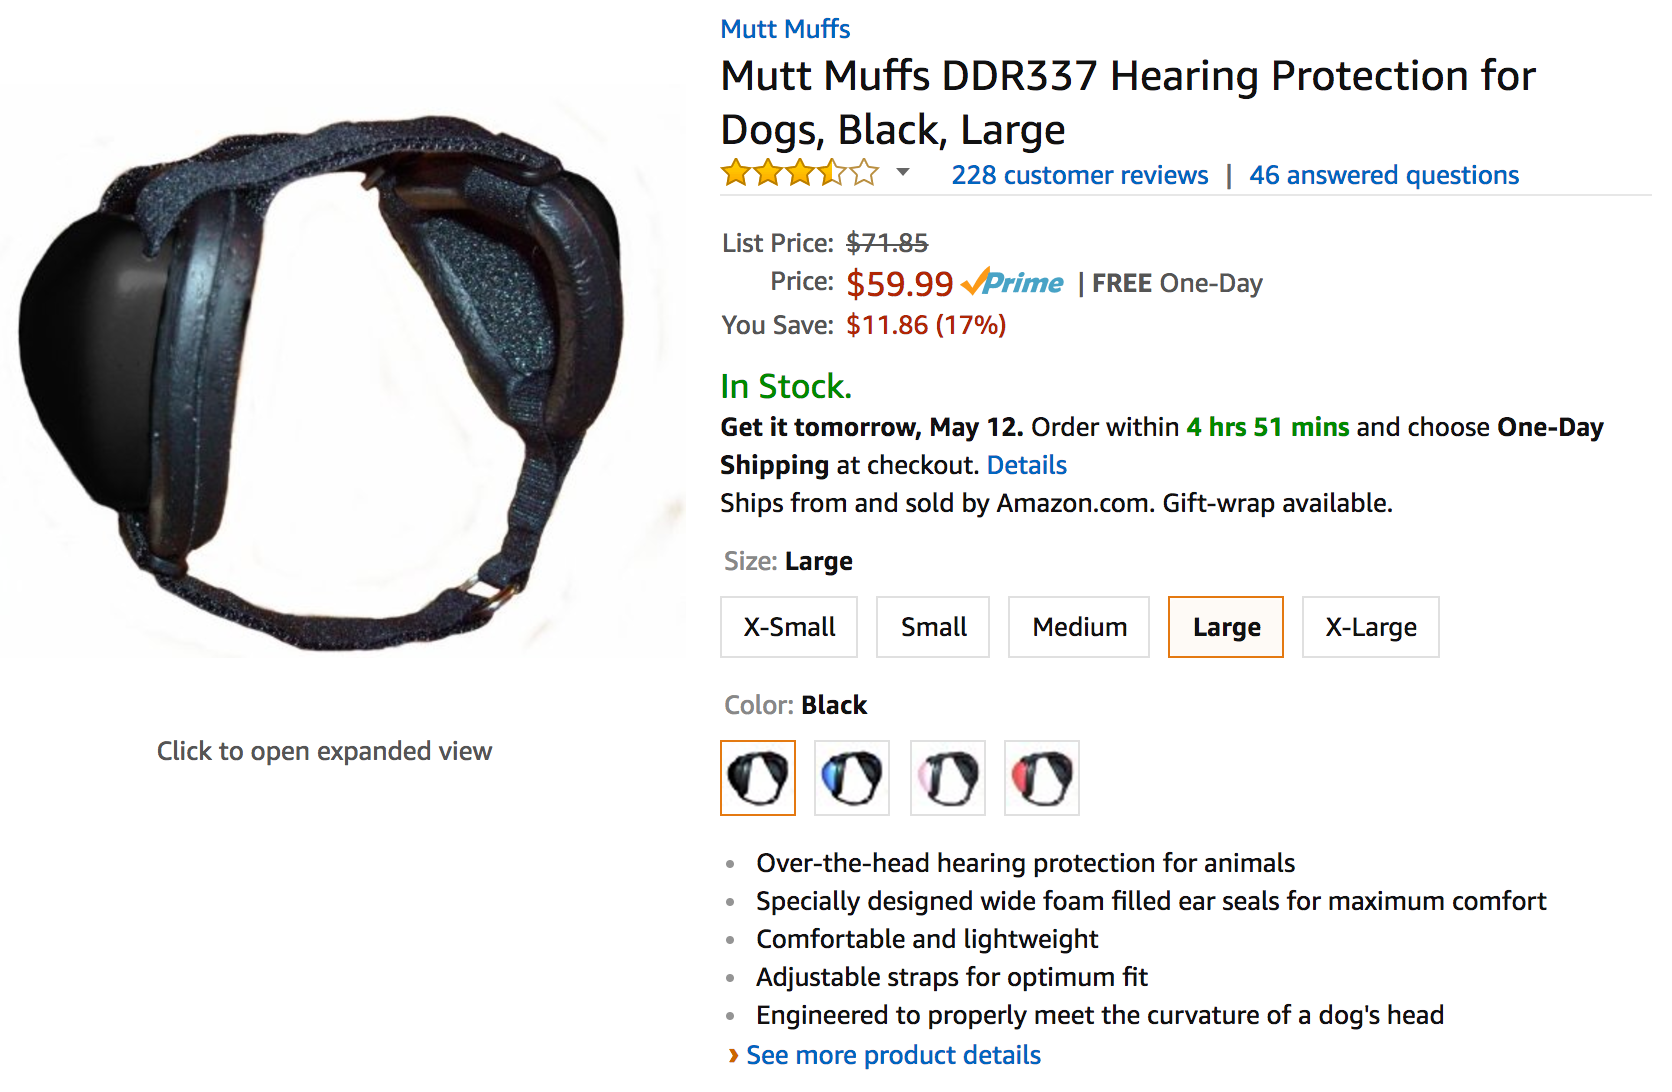 Mutt Muffs
Mutt Muffs DDR337 Hearing Protection for
Dogs, Black, Large
228 customer reviews | 46 answered questions
List Price: $71.85
Price: $59.99 Prime | FREE One-Day
You Save: $11.86 (17%)
In Stock.
Get it tomorrow, May 12. Order within 4 hrs 51 mins and choose One-Day
Shipping at checkout. Details
Ships from and sold by Amazon.com. Gift-wrap available.
Size: Large
X-Small Small Medium Large X-Large
Color: Black
Click to open expanded view
• Over-the-head hearing protection for animals
• Specially designed wide foam filled ear seals for maximum comfort
• Comfortable and lightweight
• Adjustable straps for optimum fit
• Engineered to properly meet the curvature of a dog's head
› See more product details